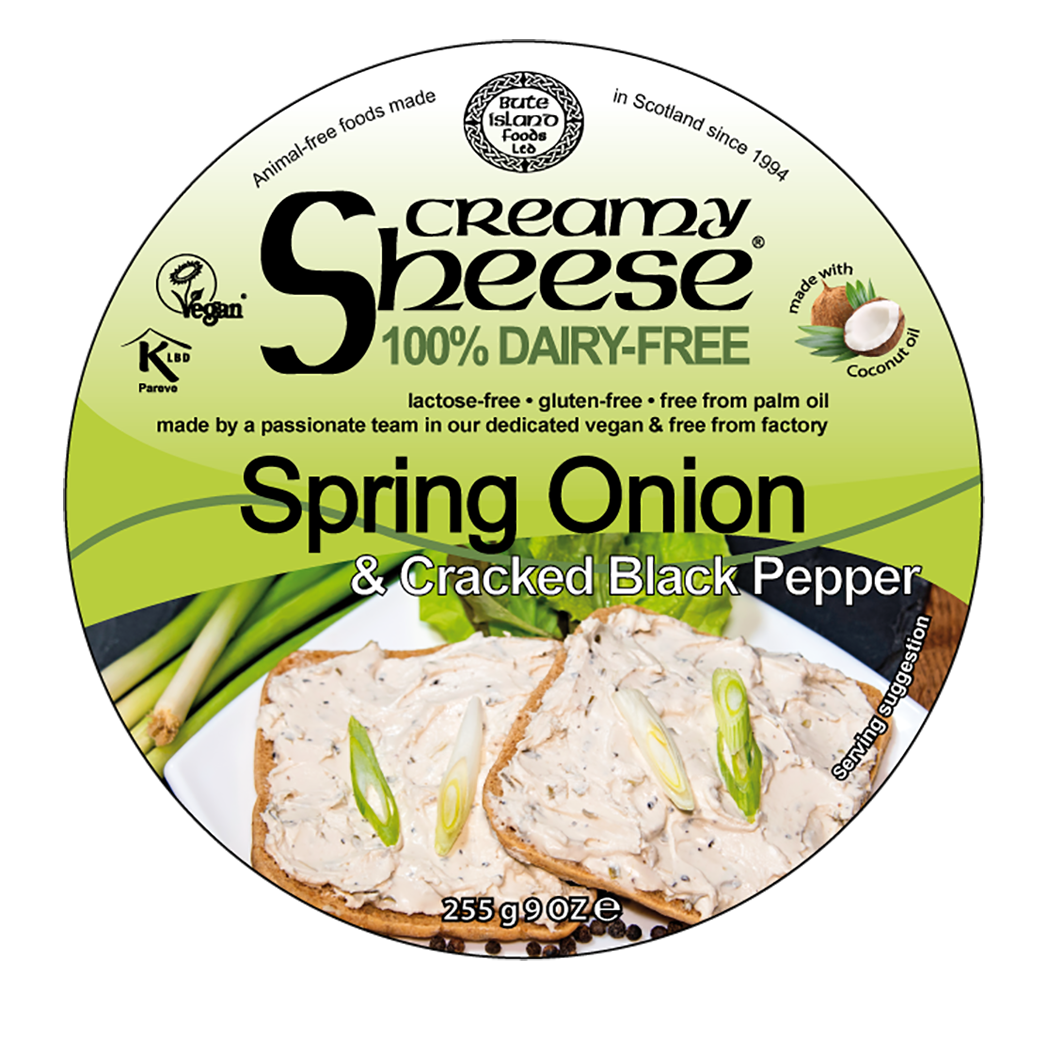 Animal-free foods made
Bute
Island
Foods
Ltd
in Scotland since 1994
Creamy
Sheese®
100% DAIRY-FREE
Vegan
K LBD
Pareve
made with
Coconut oil
lactose-free • gluten-free • free from palm oil
made by a passionate team in our dedicated vegan & free from factory
Spring Onion
& Cracked Black Pepper
Serving suggestion
255 g 9 OZ ℮